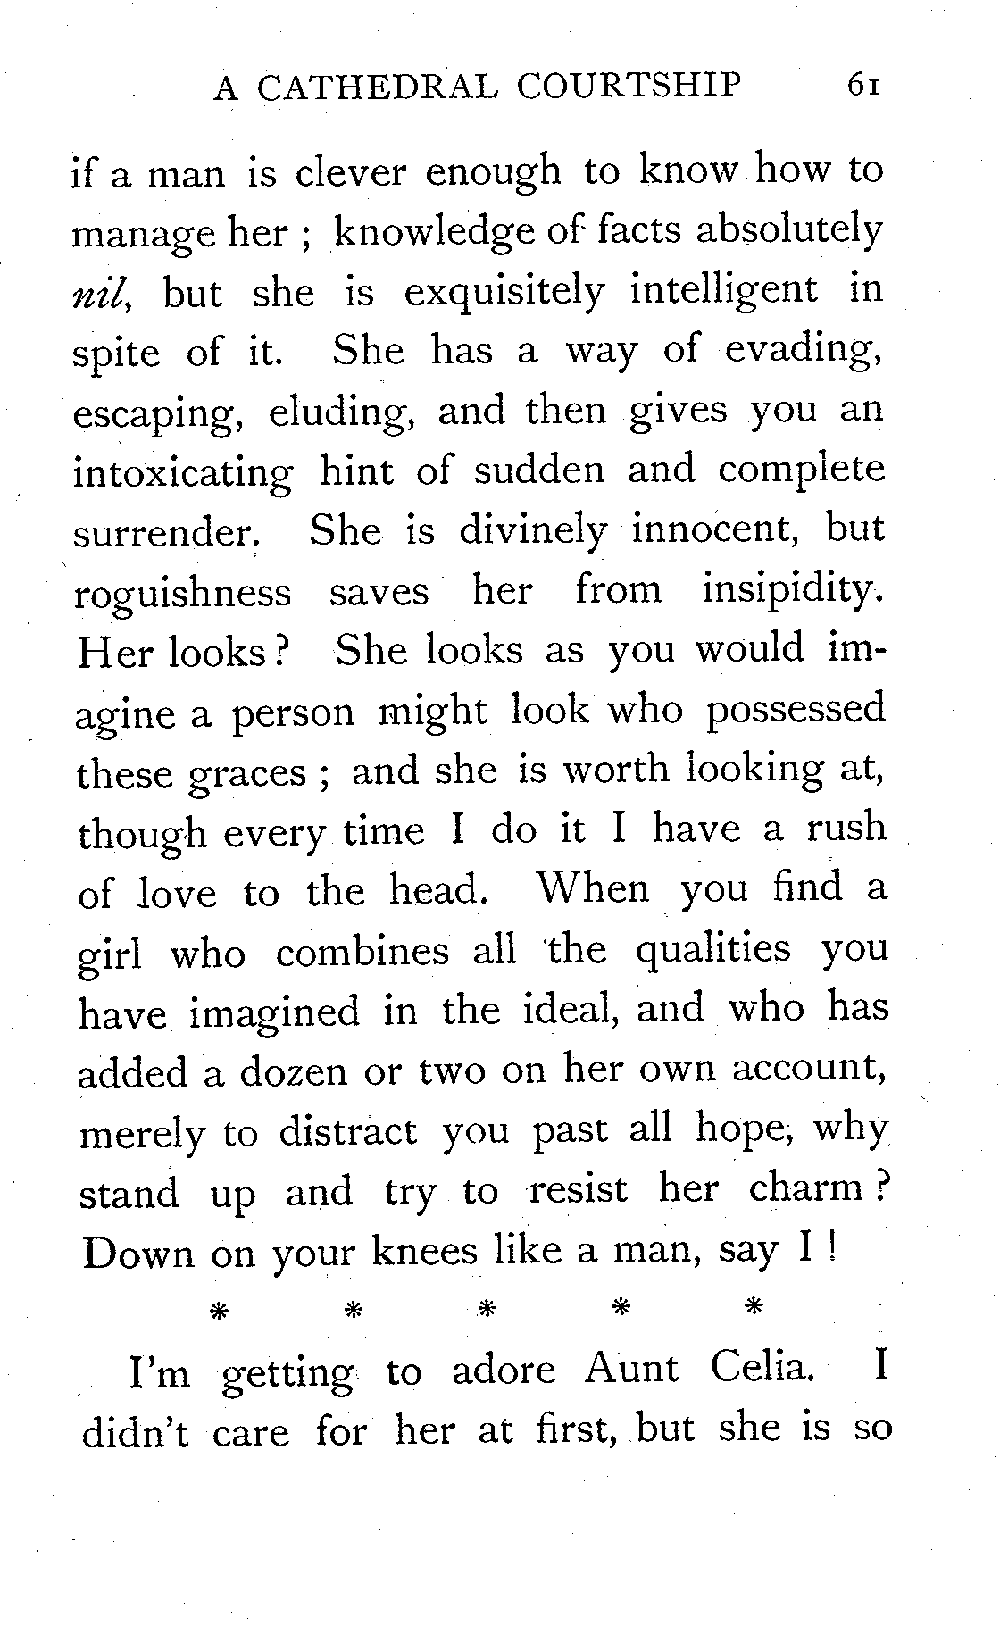 A CATHEDRAL COURTSHIP 61
if a man is clever enough to know how to
manage her ; knowledge of facts absolutely
nil, but she is exquisitely intelligent in
spite of it. She has a way of evading,
escaping, eluding, and then gives you an
intoxicating hint of sudden and complete
surrender. She is divinely innocent, but
roguishness saves her from insipidity.
Her looks ? She looks as you would im-
agine a person might look who possessed
these graces ; and she is worth looking at,
though every time I do it I have a rush
of love to the head. When you find a
girl who combines all the qualities you
have imagined in the ideal, and who has
added a dozen or two on her own account,
merely to distract you past all hope, why
stand up and try to resist her charm ?
Down on your knees like a man, say I !
* * * * *
I'm getting to adore Aunt Celia. I
didn't care for her at first, but she is so